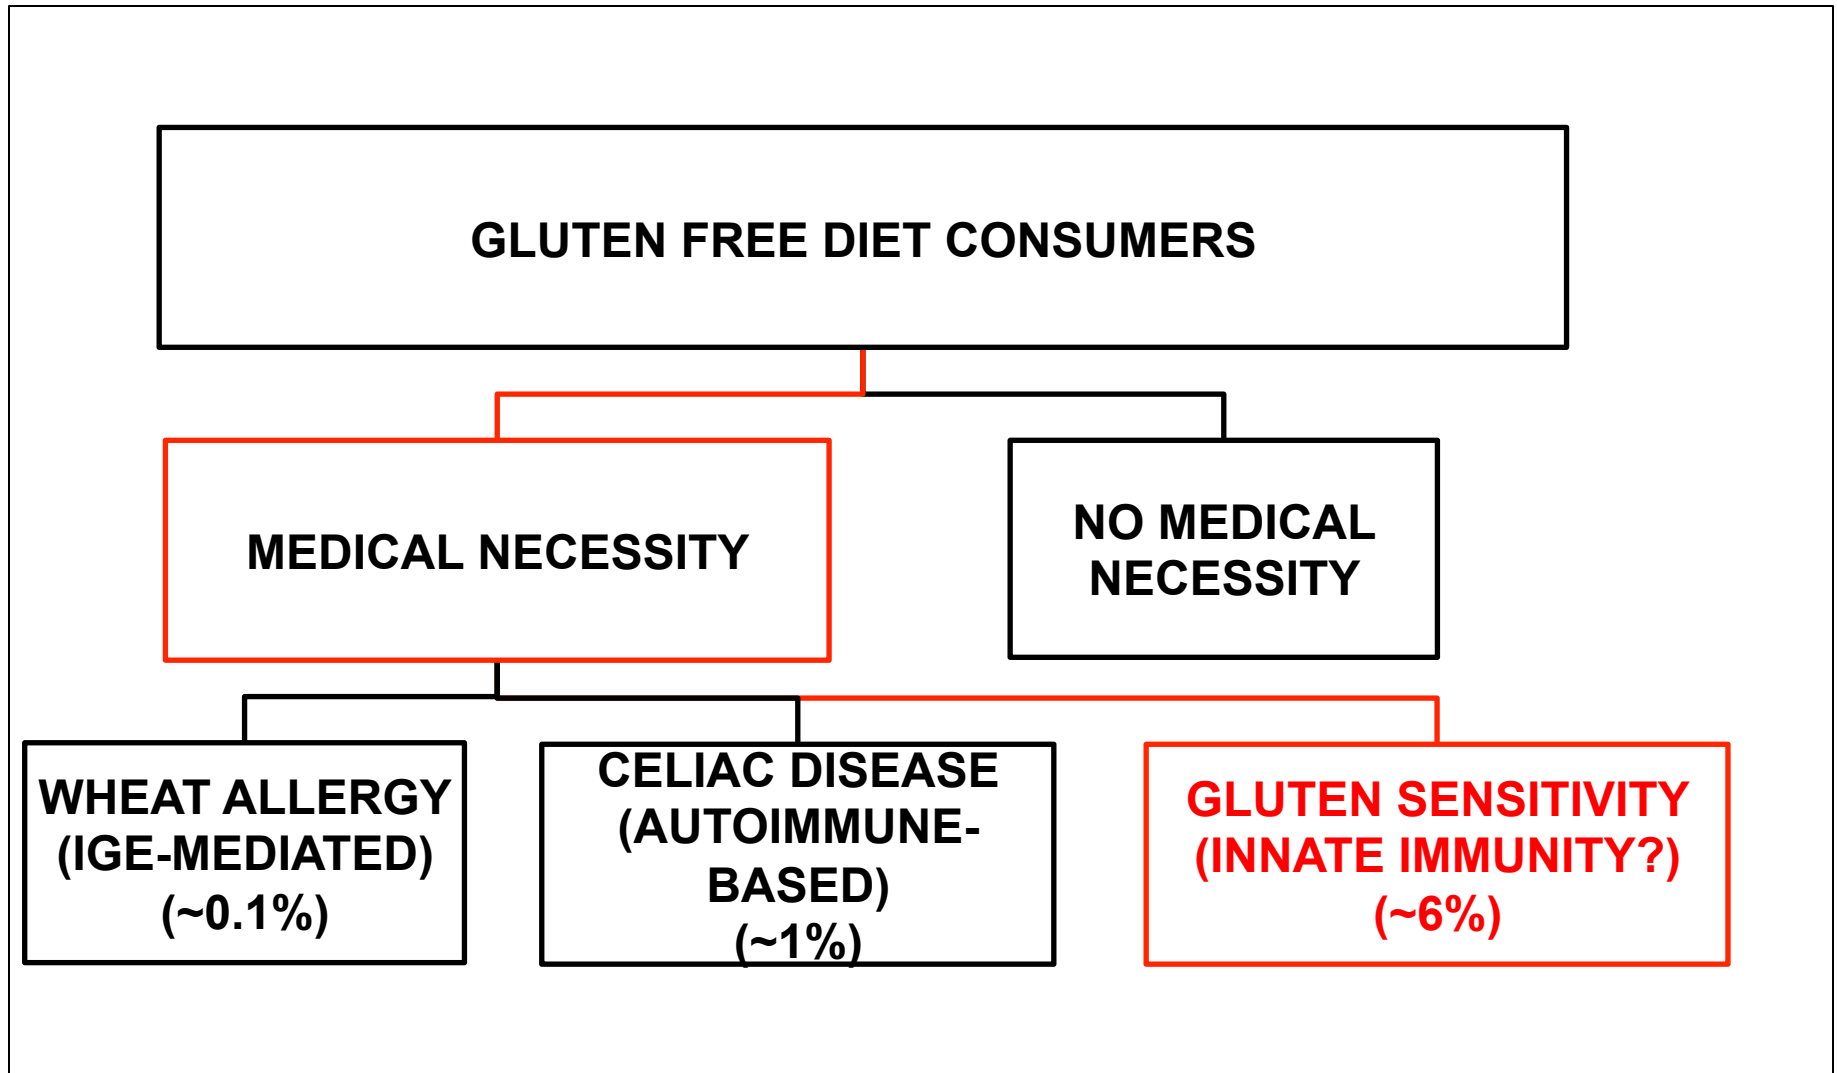 GLUTEN FREE DIET CONSUMERS
MEDICAL NECESSITY
NO MEDICAL
NECESSITY
WHEAT ALLERGY
(IGE-MEDIATED)
(~0.1%)
CELIAC DISEASE
(AUTOIMMUNE-
BASED)
(~1%)
GLUTEN SENSITIVITY
(INNATE IMMUNITY?)
(~6%)